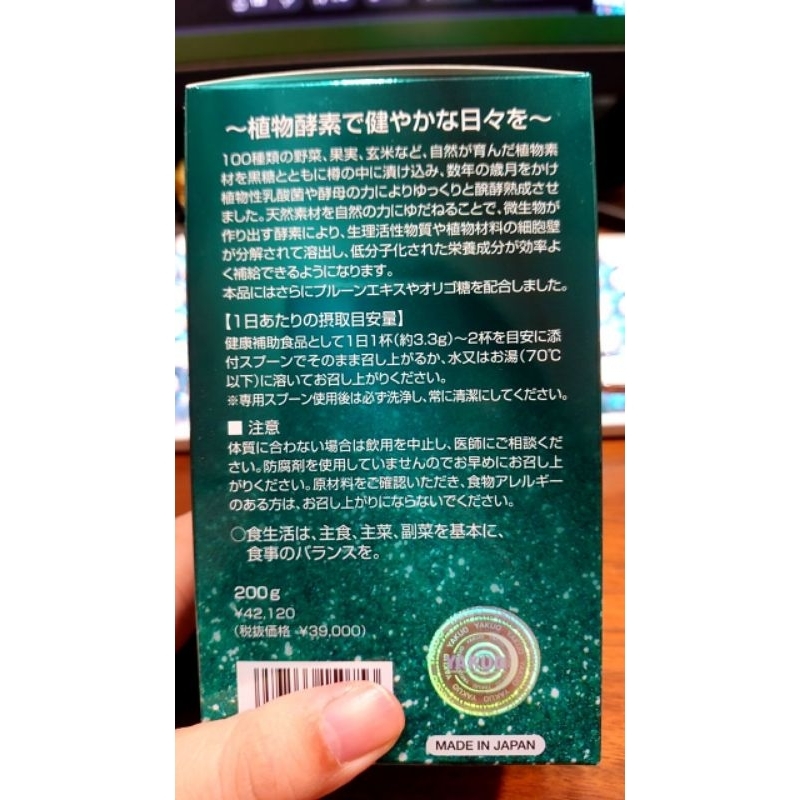 ～植物酵素で健やかな日々を～
100種類の野菜、果実、玄米など、自然が育んだ植物素
材を黒糖とともに樽の中に漬け込み、数年の歳月をかけ
植物性乳酸菌や酵母の力によりゆっくりと醗酵熟成させ
ました。天然素材を自然の力にゆだねることで、微生物が
作り出す酵素により、生理活性物質や植物材料の細胞壁
が分解されて溶出し、低分子化された栄養成分が効率よ
く補給できるようになります。
本品にはさらにプルーンエキスやオリゴ糖を配合しました。
【1日あたりの摂取目安量】
健康補助食品として1日1杯(約3.3g)～2杯を目安に添
付スプーンでそのまま召し上がるか、水又はお湯(70℃
以下)に溶いてお召し上がりください。
※専用スプーン使用後は必ず洗浄し、常に清潔にしてください。
■ 注意
体質に合わない場合は飲用を中止し、医師にご相談くだ
さい。防腐剤を使用していませんのでお早めにお召し上
がりください。原材料をご確認いただき、食物アレルギー
のある方は、お召し上がりにならないでください。
○食生活は、主食、主菜、副菜を基本に、
食事のバランスを。
200g
¥42,120
(税抜価格 ¥39,000)
YAKUO YAKUO YAKUO YAKUO
YAKUO
MADE IN JAPAN